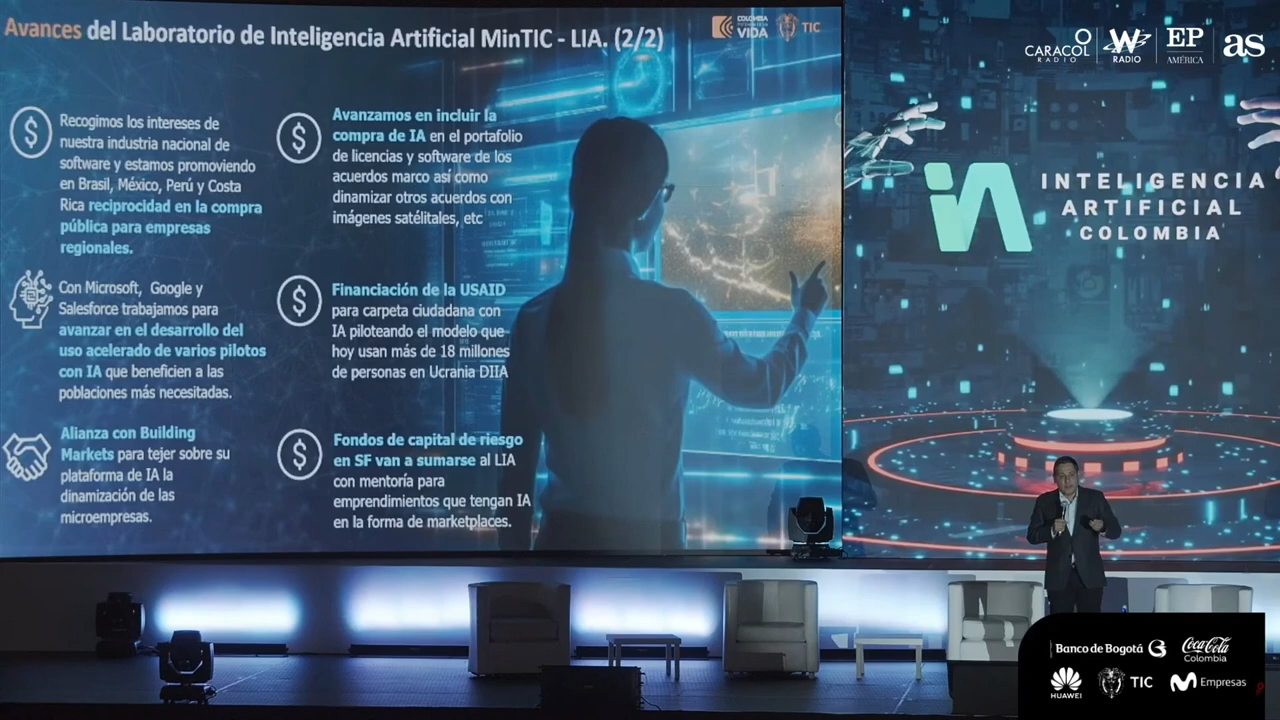 Avances del Laboratorio de Inteligencia Artificial MinTIC - LIA. (2/2)
COLOMBIA
VIDA
TIC
Recogimos los intereses de
nuestra industria nacional de
software y estamos promoviendo
en Brasil, México, Perú y Costa
Rica reciprocidad en la compra
pública para empresas
regionales.
Con Microsoft, Google y
Salesforce trabajamos para
avanzar en el desarrollo del
uso acelerado de varios pilotos
con IA que beneficien a las
poblaciones más necesitadas.
Alianza con Building
Markets para tejer sobre su
plataforma de IA la
dinamización de las
microempresas.
Avanzamos en incluir la
compra de IA en el portafolio
de licencias y software de los
acuerdos marco así como
dinamizar otros acuerdos con
imágenes satélitales, etc
Financiación de la USAID
para carpeta ciudadana con
IA piloteando el modelo que
hoy usan más de 18 millones
de personas en Ucrania DIIA
Fondos de capital de riesgo
en SF van a sumarse al LIA
con mentoría para
emprendimientos que tengan IA
en la forma de marketplaces.
CARACOL
RADIO
W
RADIO
EP
AMÉRICA
as
iA
INTELIGENCIA
ARTIFICIAL
COLOMBIA
Banco de Bogotá
Coca-Cola
Colombia
HUAWEI
TIC
Empresas